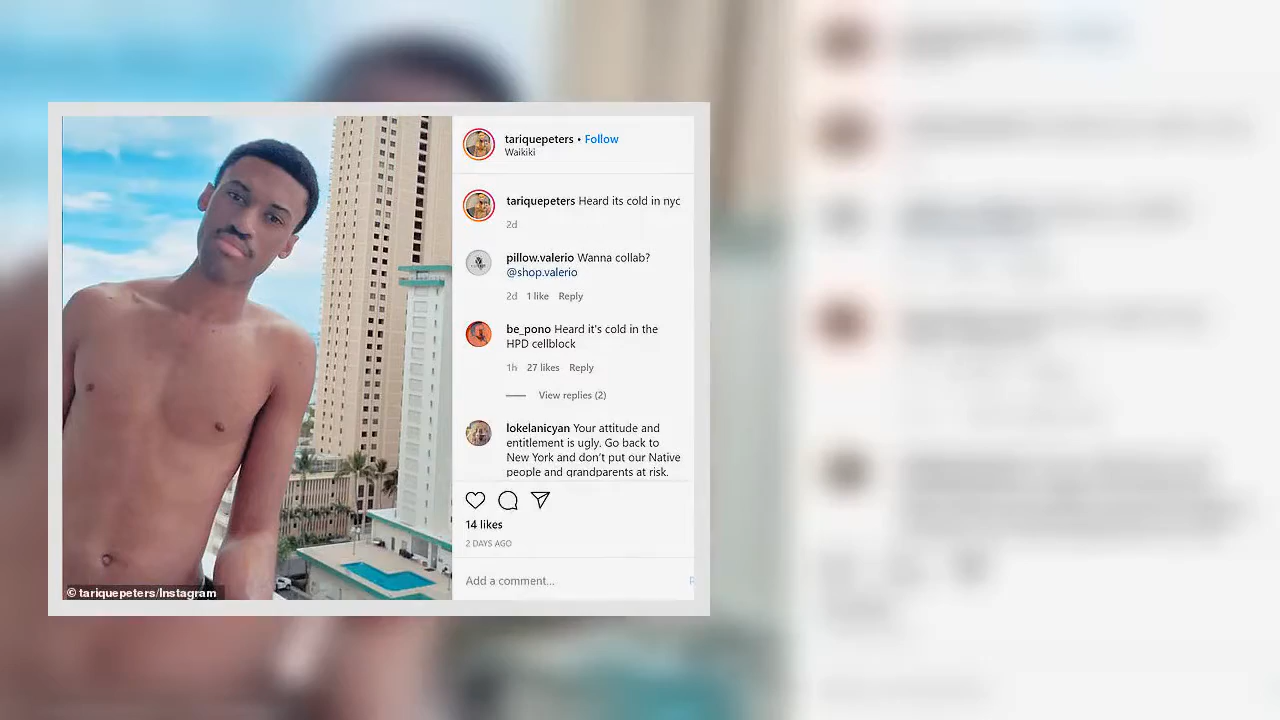 tariquepeters • Follow
Waikiki
tariquepeters Heard its cold in nyc
2d
pillow.valerio Wanna collab?
@shop.valerio
2d 1 like Reply
be_pono Heard it's cold in the
HPD cellblock
1h 27 likes Reply
View replies (2)
lokelanicyan Your attitude and
entitlement is ugly. Go back to
New York and don't put our Native
people and grandparents at risk.
14 likes
2 DAYS AGO
Add a comment...
© tariquepeters/Instagram